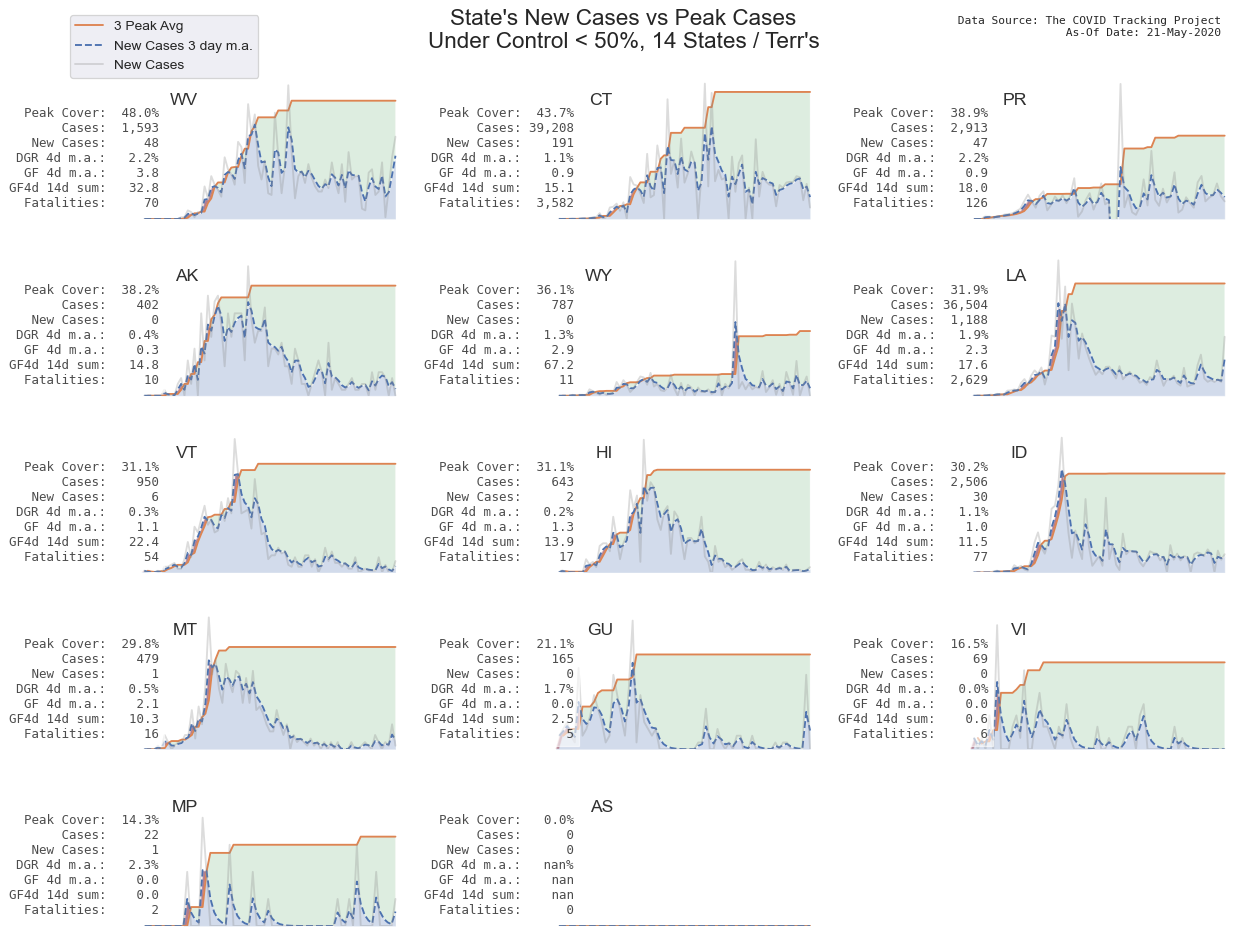 State's New Cases vs Peak Cases
Under Control < 50%, 14 States / Terr's
3 Peak Avg
New Cases 3 day m.a.
New Cases
Data Source: The COVID Tracking Project
As-Of Date: 21-May-2020
WV
Peak Cover: 48.0%
Cases: 1,593
New Cases: 48
DGR 4d m.a.: 2.2%
GF 4d m.a.: 3.8
GF4d 14d sum: 32.8
Fatalities: 70
CT
Peak Cover: 43.7%
Cases: 39,208
New Cases: 191
DGR 4d m.a.: 1.1%
GF 4d m.a.: 0.9
GF4d 14d sum: 15.1
Fatalities: 3,582
PR
Peak Cover: 38.9%
Cases: 2,913
New Cases: 47
DGR 4d m.a.: 2.2%
GF 4d m.a.: 0.9
GF4d 14d sum: 18.0
Fatalities: 126
AK
Peak Cover: 38.2%
Cases: 402
New Cases: 0
DGR 4d m.a.: 0.4%
GF 4d m.a.: 0.3
GF4d 14d sum: 14.8
Fatalities: 10
WY
Peak Cover: 36.1%
Cases: 787
New Cases: 0
DGR 4d m.a.: 1.3%
GF 4d m.a.: 2.9
GF4d 14d sum: 67.2
Fatalities: 11
LA
Peak Cover: 31.9%
Cases: 36,504
New Cases: 1,188
DGR 4d m.a.: 1.9%
GF 4d m.a.: 2.3
GF4d 14d sum: 17.6
Fatalities: 2,629
VT
Peak Cover: 31.1%
Cases: 950
New Cases: 6
DGR 4d m.a.: 0.3%
GF 4d m.a.: 1.1
GF4d 14d sum: 22.4
Fatalities: 54
HI
Peak Cover: 31.1%
Cases: 643
New Cases: 2
DGR 4d m.a.: 0.2%
GF 4d m.a.: 1.3
GF4d 14d sum: 13.9
Fatalities: 17
ID
Peak Cover: 30.2%
Cases: 2,506
New Cases: 30
DGR 4d m.a.: 1.1%
GF 4d m.a.: 1.0
GF4d 14d sum: 11.5
Fatalities: 77
MT
Peak Cover: 29.8%
Cases: 479
New Cases: 1
DGR 4d m.a.: 0.5%
GF 4d m.a.: 2.1
GF4d 14d sum: 10.3
Fatalities: 16
GU
Peak Cover: 21.1%
Cases: 165
New Cases: 0
DGR 4d m.a.: 1.7%
GF 4d m.a.: 0.0
GF4d 14d sum: 2.5
Fatalities: 5
VI
Peak Cover: 16.5%
Cases: 69
New Cases: 0
DGR 4d m.a.: 0.0%
GF 4d m.a.: 0.0
GF4d 14d sum: 0.6
Fatalities: 6
MP
Peak Cover: 14.3%
Cases: 22
New Cases: 1
DGR 4d m.a.: 2.3%
GF 4d m.a.: 0.0
GF4d 14d sum: 0.0
Fatalities: 2
AS
Peak Cover: 0.0%
Cases: 0
New Cases: 0
DGR 4d m.a.: nan%
GF 4d m.a.: nan
GF4d 14d sum: nan
Fatalities: 0